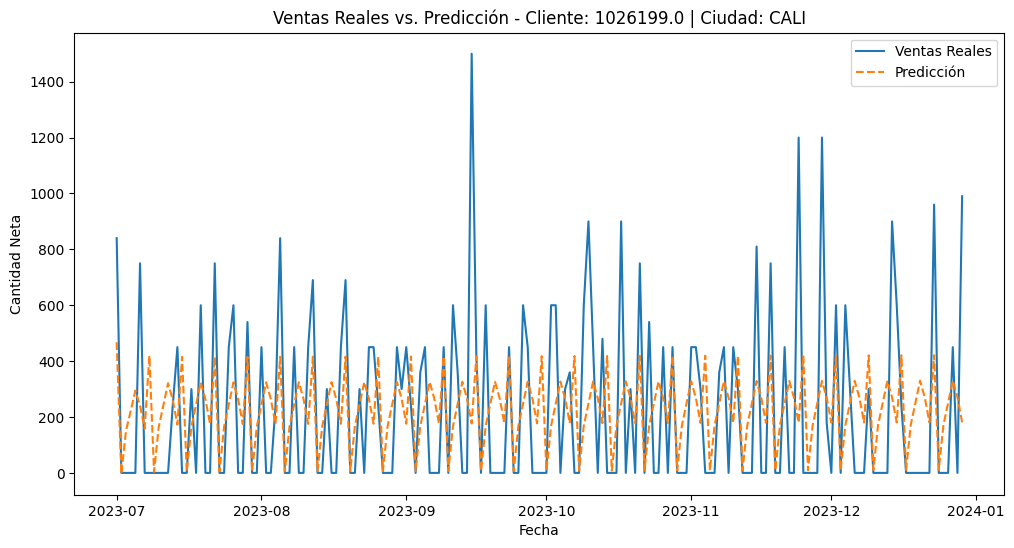 Ventas Reales vs. Predicción - Cliente: 1026199.0 | Ciudad: CALI
Ventas Reales
Predicción
Cantidad Neta
1400
1200
1000
800
600
400
200
0
2023-07 2023-08 2023-09 2023-10 2023-11 2023-12 2024-01
Fecha